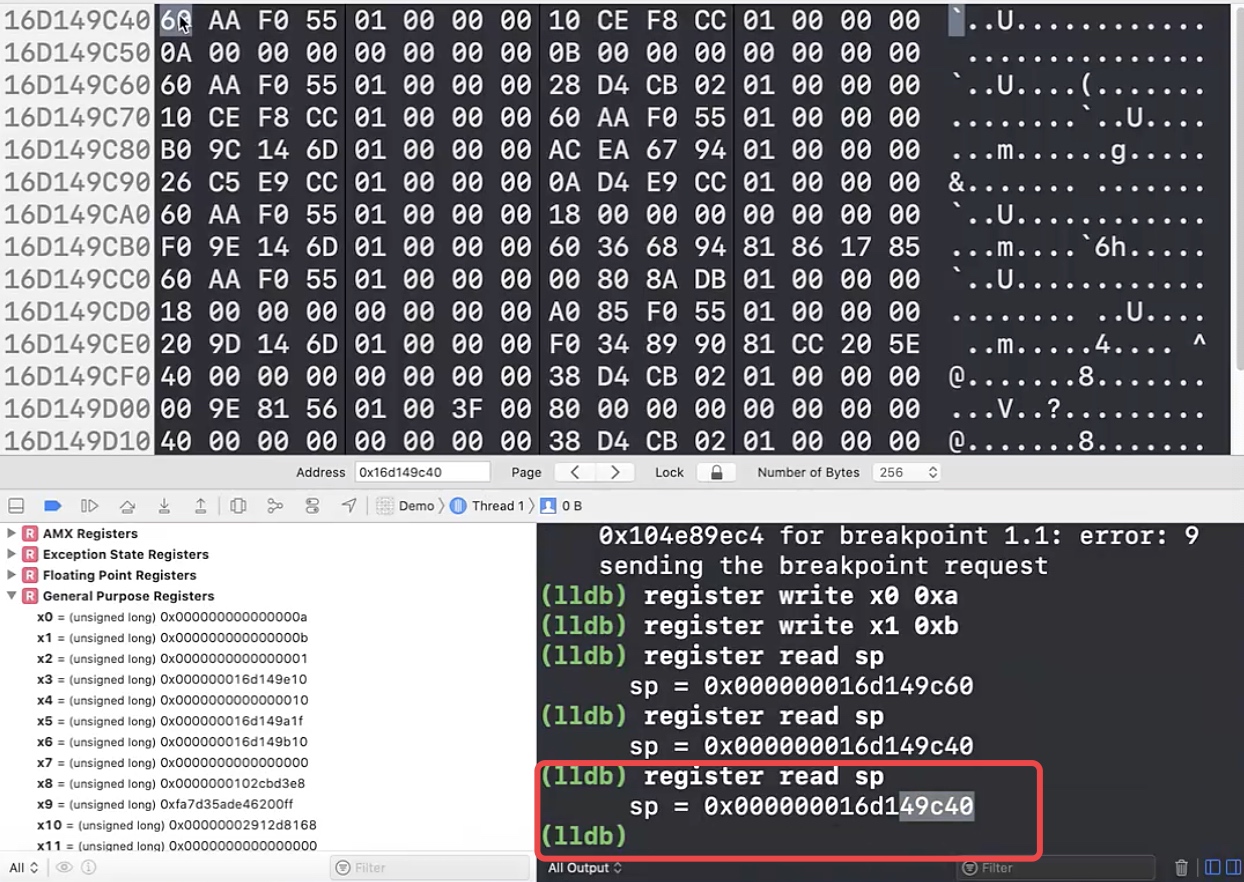 16D149C40 60 AA F0 55 01 00 00 00 10 CE F8 CC 01 00 00 00 `..U............
16D149C50 0A 00 00 00 00 00 00 00 0B 00 00 00 00 00 00 00 ................
16D149C60 60 AA F0 55 01 00 00 00 28 D4 CB 02 01 00 00 00 `..U....(.......
16D149C70 10 CE F8 CC 01 00 00 00 60 AA F0 55 01 00 00 00 ........`..U....
16D149C80 B0 9C 14 6D 01 00 00 00 AC EA 67 94 01 00 00 00 ...m......g.....
16D149C90 26 C5 E9 CC 01 00 00 00 0A D4 E9 CC 01 00 00 00 &....... .......
16D149CA0 60 AA F0 55 01 00 00 00 18 00 00 00 00 00 00 00 `..U............
16D149CB0 F0 9E 14 6D 01 00 00 00 60 36 68 94 81 86 17 85 ...m....`6h.....
16D149CC0 60 AA F0 55 01 00 00 00 00 80 8A DB 01 00 00 00 `..U............
16D149CD0 18 00 00 00 00 00 00 00 A0 85 F0 55 01 00 00 00 ........ ..U....
16D149CE0 20 9D 14 6D 01 00 00 00 F0 34 89 90 81 CC 20 5E ..m.....4.... ^
16D149CF0 40 00 00 00 00 00 00 00 38 D4 CB 02 01 00 00 00 @.......8.......
16D149D00 00 9E 81 56 01 00 3F 00 80 00 00 00 00 00 00 00 ...V..?.........
16D149D10 40 00 00 00 00 00 00 00 38 D4 CB 02 01 00 00 00 @.......8.......
Address 0x16d149c40 Page Lock Number of Bytes 256
Demo Thread 1 0 B
R AMX Registers
R Exception State Registers
R Floating Point Registers
R General Purpose Registers
x0 = (unsigned long) 0x000000000000000a
x1 = (unsigned long) 0x000000000000000b
x2 = (unsigned long) 0x0000000000000001
x3 = (unsigned long) 0x000000016d149e10
x4 = (unsigned long) 0x0000000000000010
x5 = (unsigned long) 0x000000016d149a1f
x6 = (unsigned long) 0x000000016d149b10
x7 = (unsigned long) 0x0000000000000000
x8 = (unsigned long) 0x0000000102cbd3e8
x9 = (unsigned long) 0xfa7d35ade46200ff
x10 = (unsigned long) 0x00000002912d8168
x11 = (unsigned long) 0x0000000000000000
All Filter
0x104e89ec4 for breakpoint 1.1: error: 9
sending the breakpoint request
(lldb) register write x0 0xa
(lldb) register write x1 0xb
(lldb) register read sp
sp = 0x000000016d149c60
(lldb) register read sp
sp = 0x000000016d149c40
(lldb) register read sp
sp = 0x000000016d149c40
(lldb)
All Output Filter